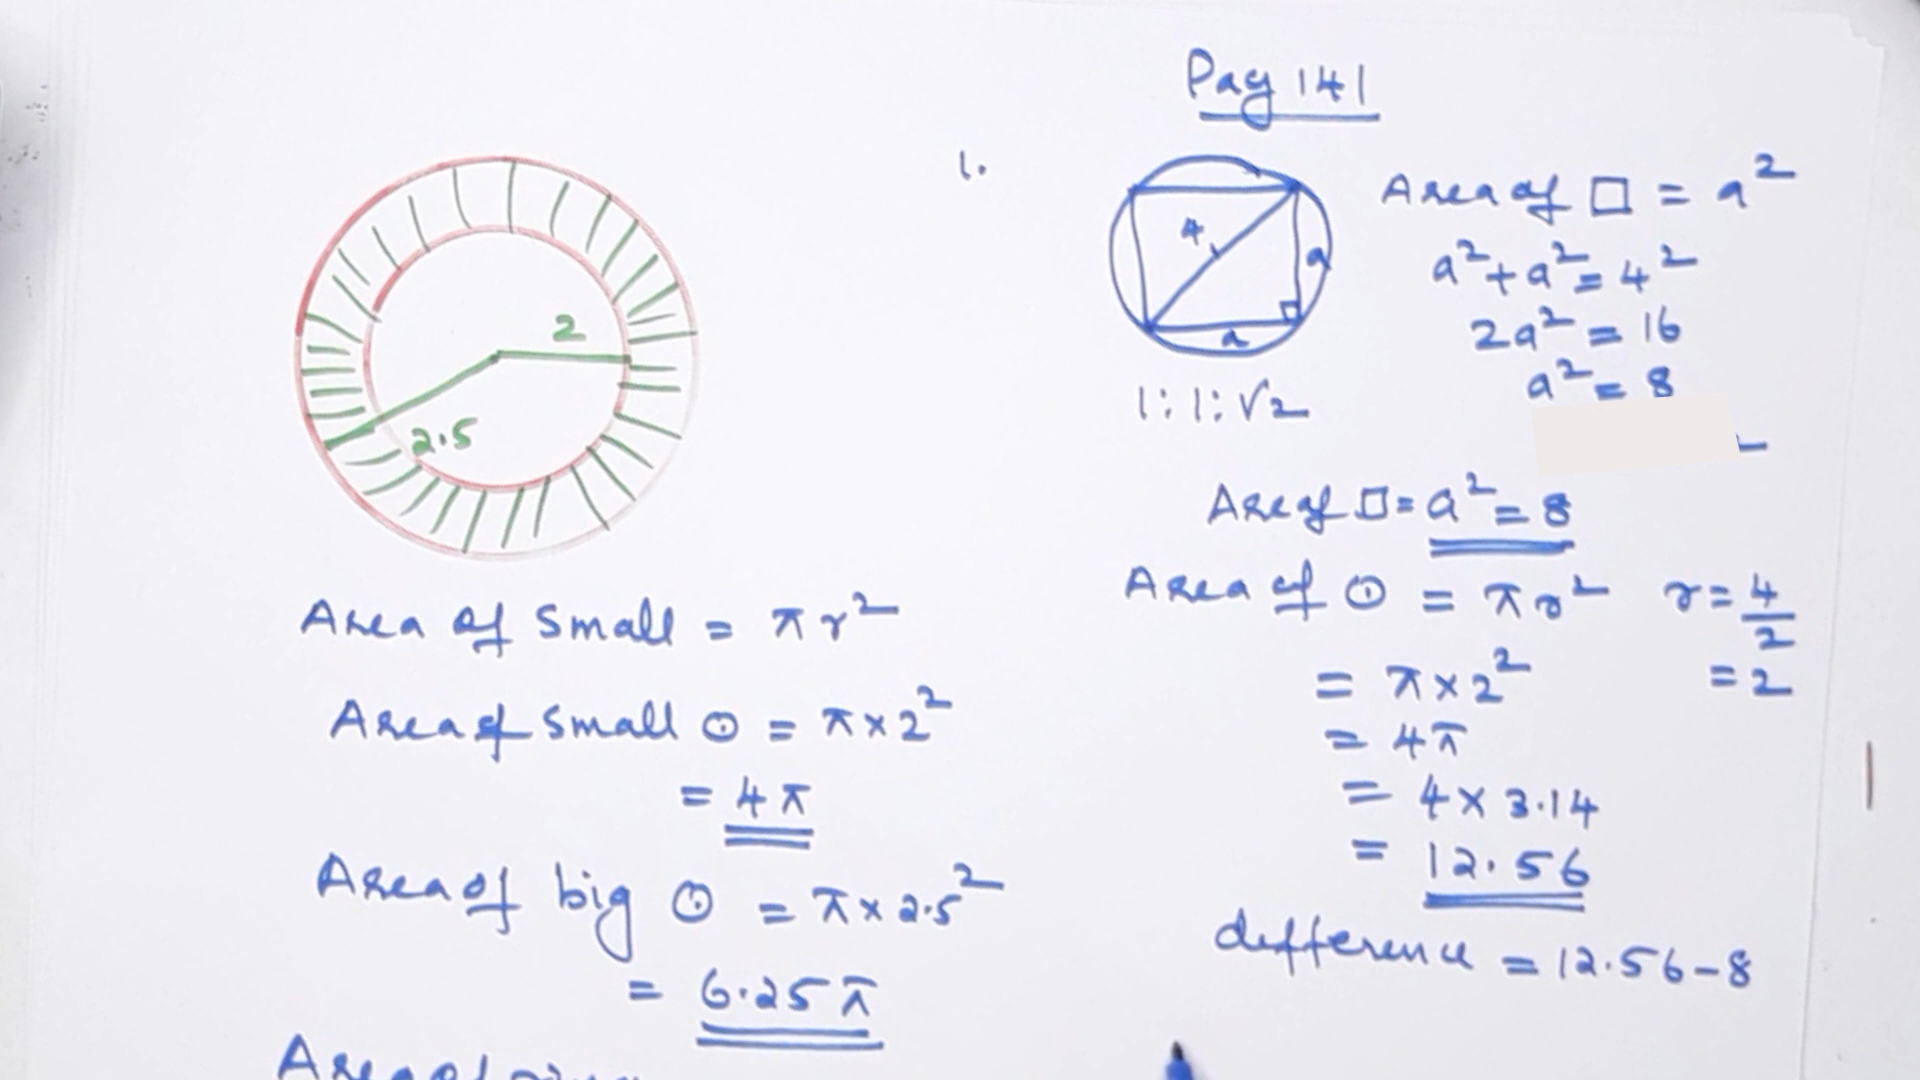 2
2.5
Area of small = πr²
Area of small ⊙ = π×2²
= 4π
Area of big ⊙ = π×2.5²
= 6.25π
Area of
Pag 141
1.
4
a
a
1:1:√2
Area of □ = a²
a²+a²=4²
2a² = 16
a² = 8
Area of □ = a² = 8
Area of ⊙ = πr² r = 4/2
= π×2² = 2
= 4π
= 4×3.14
= 12.56
difference = 12.56-8